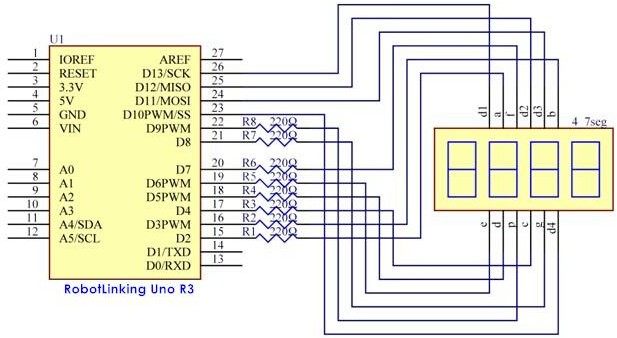 U1
1 IOREF AREF 27
2 RESET D13/SCK 26
3 3.3V D12/MISO 25
4 5V D11/MOSI 24
5 GND D10PWM/SS 23
6 VIN D9PWM 22 R8 220Ω
D8 21 R7 220Ω
7 A0 D7 20 R6 220Ω
8 A1 D6PWM 19 R5 220Ω
9 A2 D5PWM 18 R4 220Ω
10 A3 D4 17 R3 220Ω
11 A4/SDA D3PWM 16 R2 220Ω
12 A5/SCL D2 15 R1 220Ω
D1/TXD 14
D0/RXD 13
RobotLinking Uno R3
d1 a f d2 d3 b
4 7seg
e d p c g d4